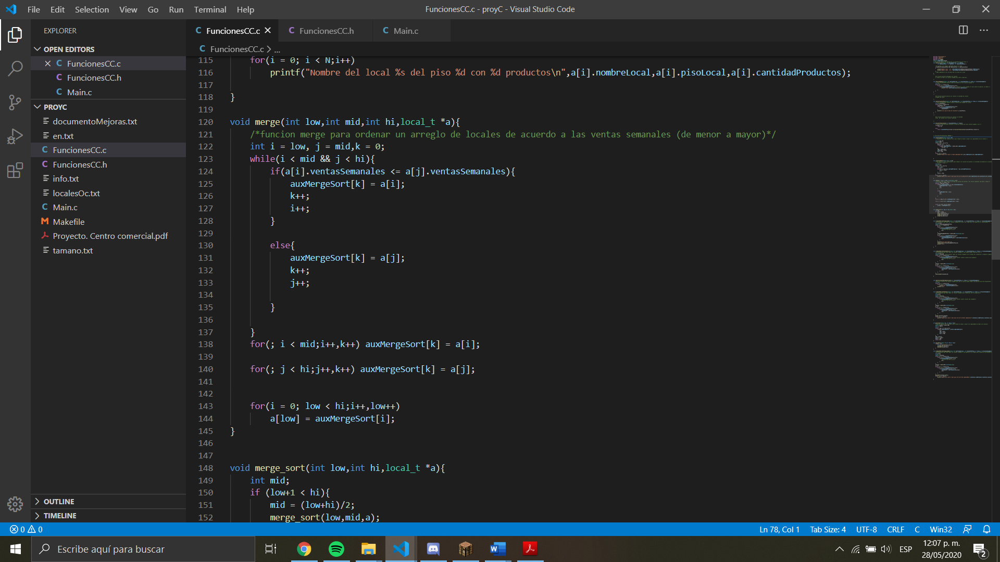 File Edit Selection View Go Run Terminal Help
FuncionesCC.c - proyC - Visual Studio Code
EXPLORER
OPEN EDITORS
FuncionesCC.c
FuncionesCC.h
Main.c
PROYC
documentoMejoras.txt
en.txt
FuncionesCC.c
FuncionesCC.h
info.txt
localesOc.txt
Main.c
Makefile
Proyecto. Centro comercial.pdf
tamano.txt
OUTLINE
TIMELINE
C FuncionesCC.c C FuncionesCC.h C Main.c
C FuncionesCC.c > ...
115 for(i = 0; i < N;i++)
116 printf("Nombre del local %s del piso %d con %d productos\n",a[i].nombreLocal,a[i].pisoLocal,a[i].cantidadProductos);
117
118 }
119
120 void merge(int low,int mid,int hi,local_t *a){
121 /*funcion merge para ordenar un arreglo de locales de acuerdo a las ventas semanales (de menor a mayor)*/
122 int i = low, j = mid,k = 0;
123 while(i < mid && j < hi){
124 if(a[i].ventasSemanales <= a[j].ventasSemanales){
125 auxMergeSort[k] = a[i];
126 k++;
127 i++;
128 }
129
130 else{
131 auxMergeSort[k] = a[j];
132 k++;
133 j++;
134
135 }
136
137 }
138 for(; i < mid;i++,k++) auxMergeSort[k] = a[i];
139
140 for(; j < hi;j++,k++) auxMergeSort[k] = a[j];
141
142
143 for(i = 0; low < hi;i++,low++)
144 a[low] = auxMergeSort[i];
145 }
146
147
148 void merge_sort(int low,int hi,local_t *a){
149 int mid;
150 if (low+1 < hi){
151 mid = (low+hi)/2;
152 merge_sort(low,mid,a);
0 0 Ln 78, Col 1 Tab Size: 4 UTF-8 CRLF C Win32
Escribe aquí para buscar
ESP
12:07 p. m.
28/05/2020
2